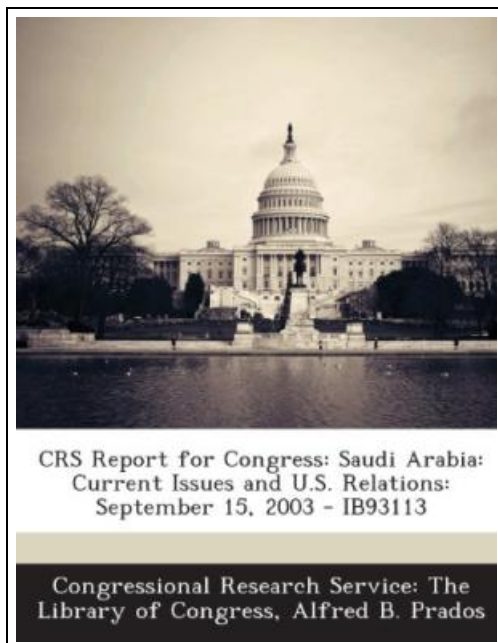 CRS Report for Congress: Saudi Arabia:
Current Issues and U.S. Relations:
September 15, 2003 - IB93113
Congressional Research Service: The
Library of Congress, Alfred B. Prados